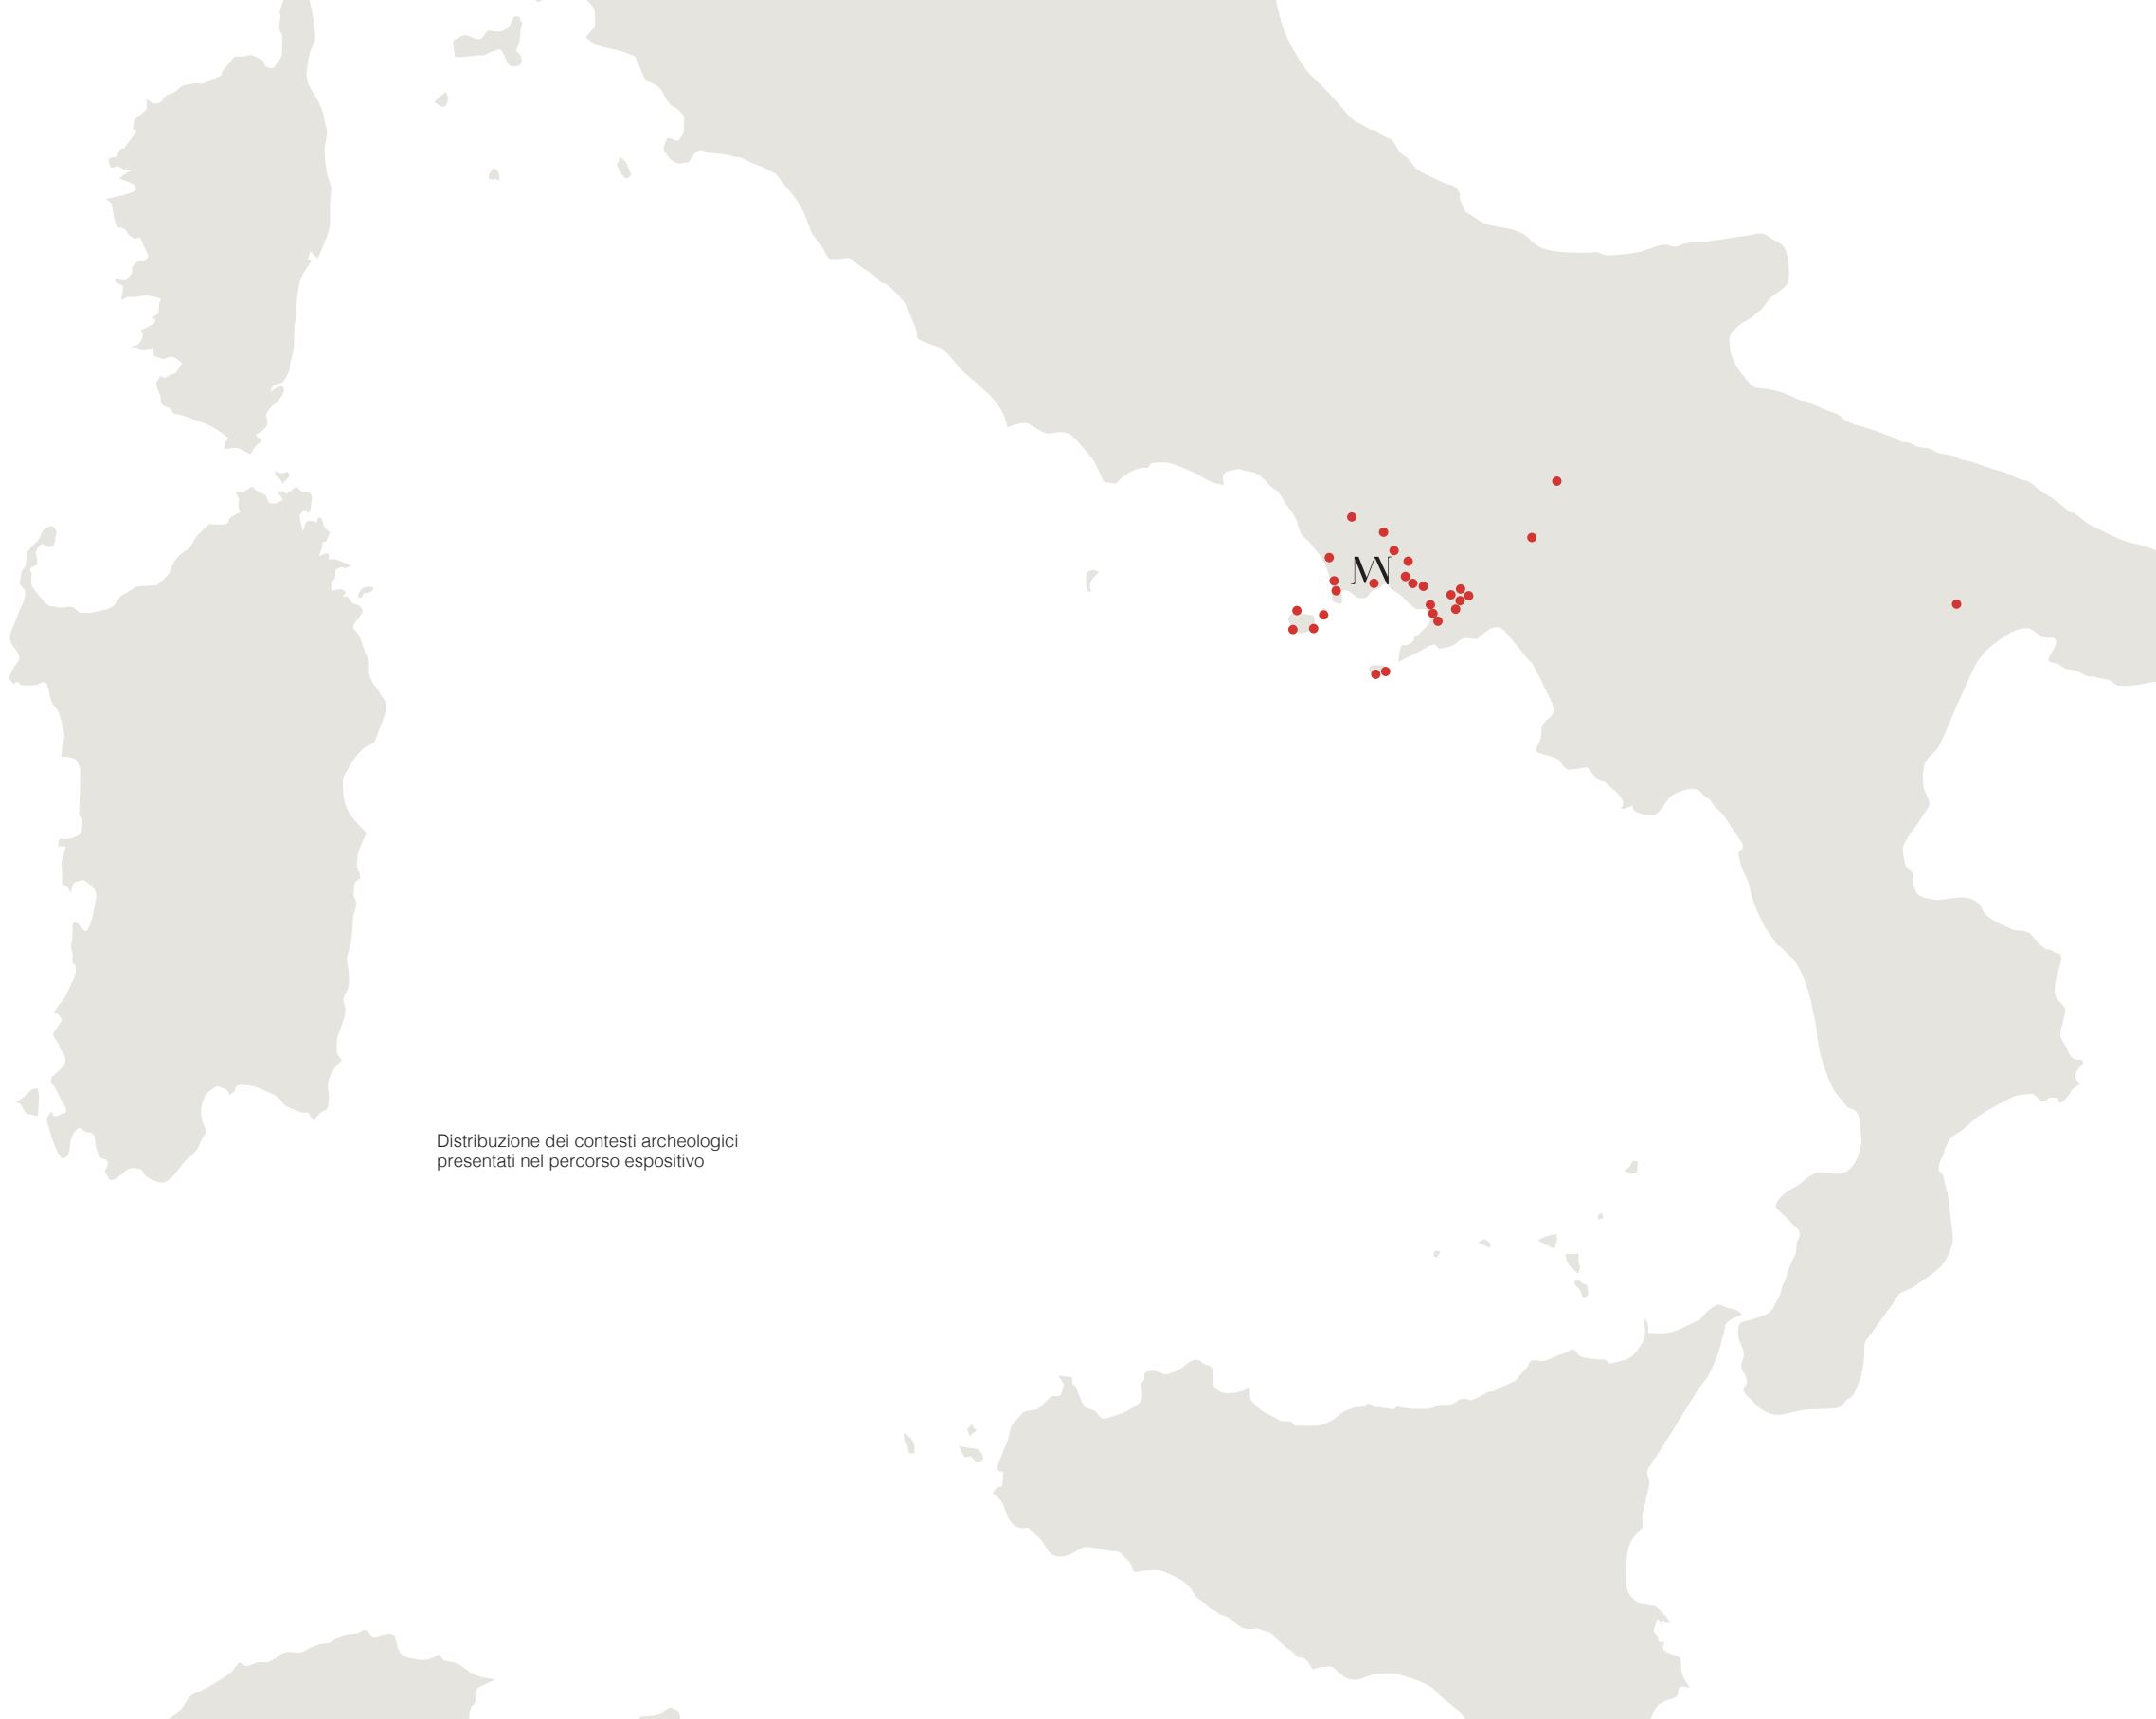 Distribuzione dei contesti archeologici
presentati nel percorso espositivo